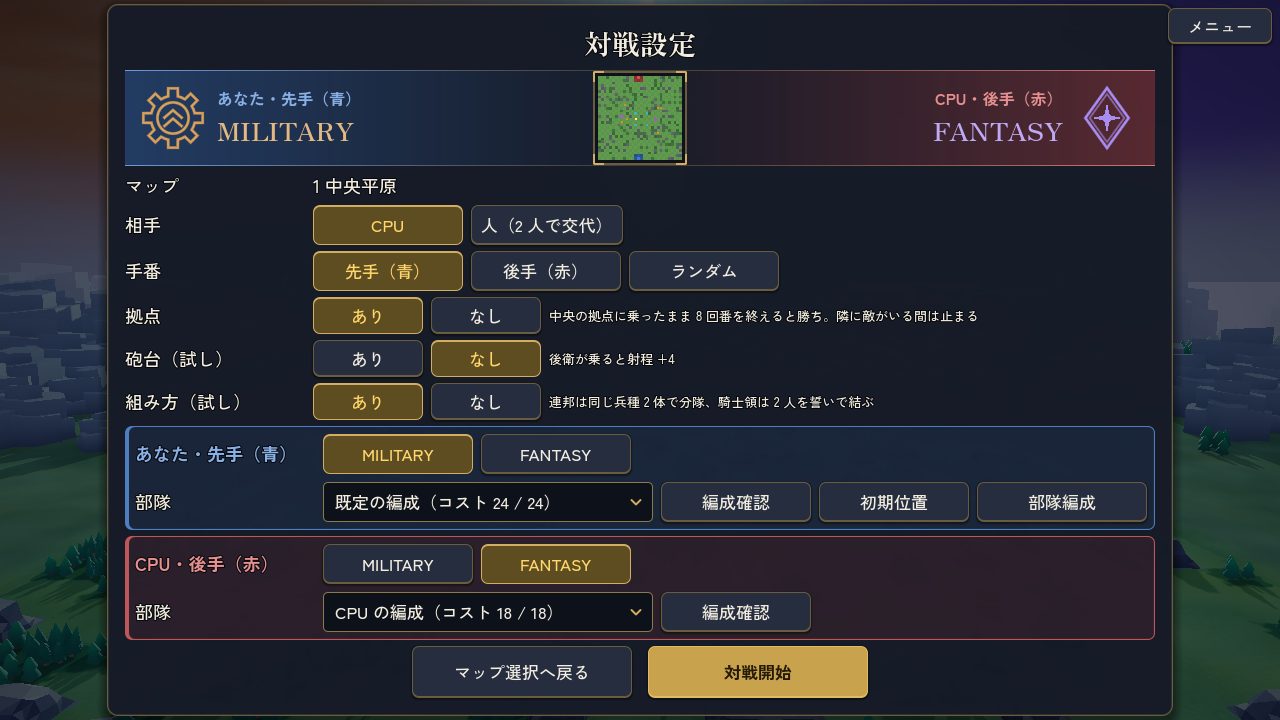 メニュー
対戦設定
あなた・先手（青）
MILITARY
CPU・後手（赤）
FANTASY
マップ 1 中央平原
相手 CPU 人（2 人で交代）
手番 先手（青） 後手（赤） ランダム
拠点 あり なし 中央の拠点に乗ったまま 8 回番を終えると勝ち。隣に敵がいる間は止まる
砲台（試し） あり なし 後衛が乗ると射程 +4
組み方（試し） あり なし 連邦は同じ兵種 2 体で分隊、騎士領は 2 人を誓いで結ぶ
あなた・先手（青） MILITARY FANTASY
部隊 既定の編成（コスト 24 / 24） 編成確認 初期位置 部隊編成
CPU・後手（赤） MILITARY FANTASY
部隊 CPU の編成（コスト 18 / 18） 編成確認
マップ選択へ戻る 対戦開始